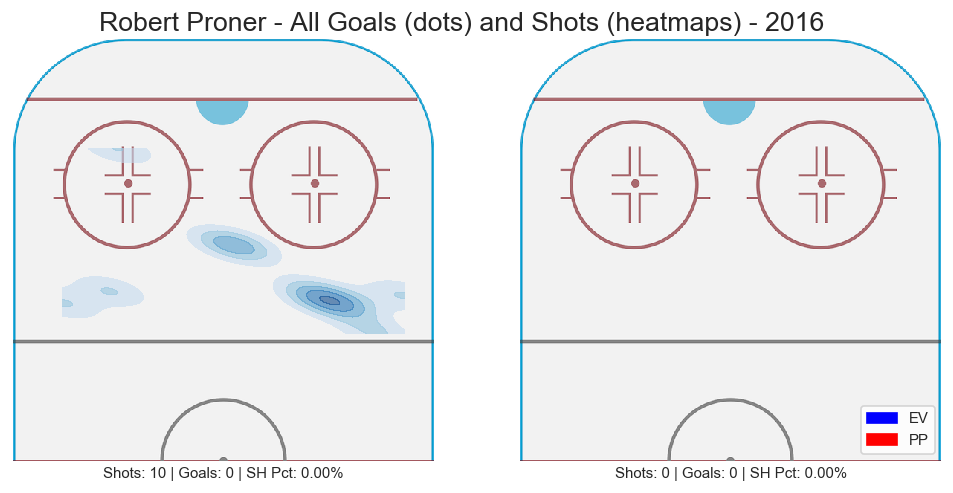 Robert Proner - All Goals (dots) and Shots (heatmaps) - 2016
EV
PP
Shots: 10 | Goals: 0 | SH Pct: 0.00%
Shots: 0 | Goals: 0 | SH Pct: 0.00%